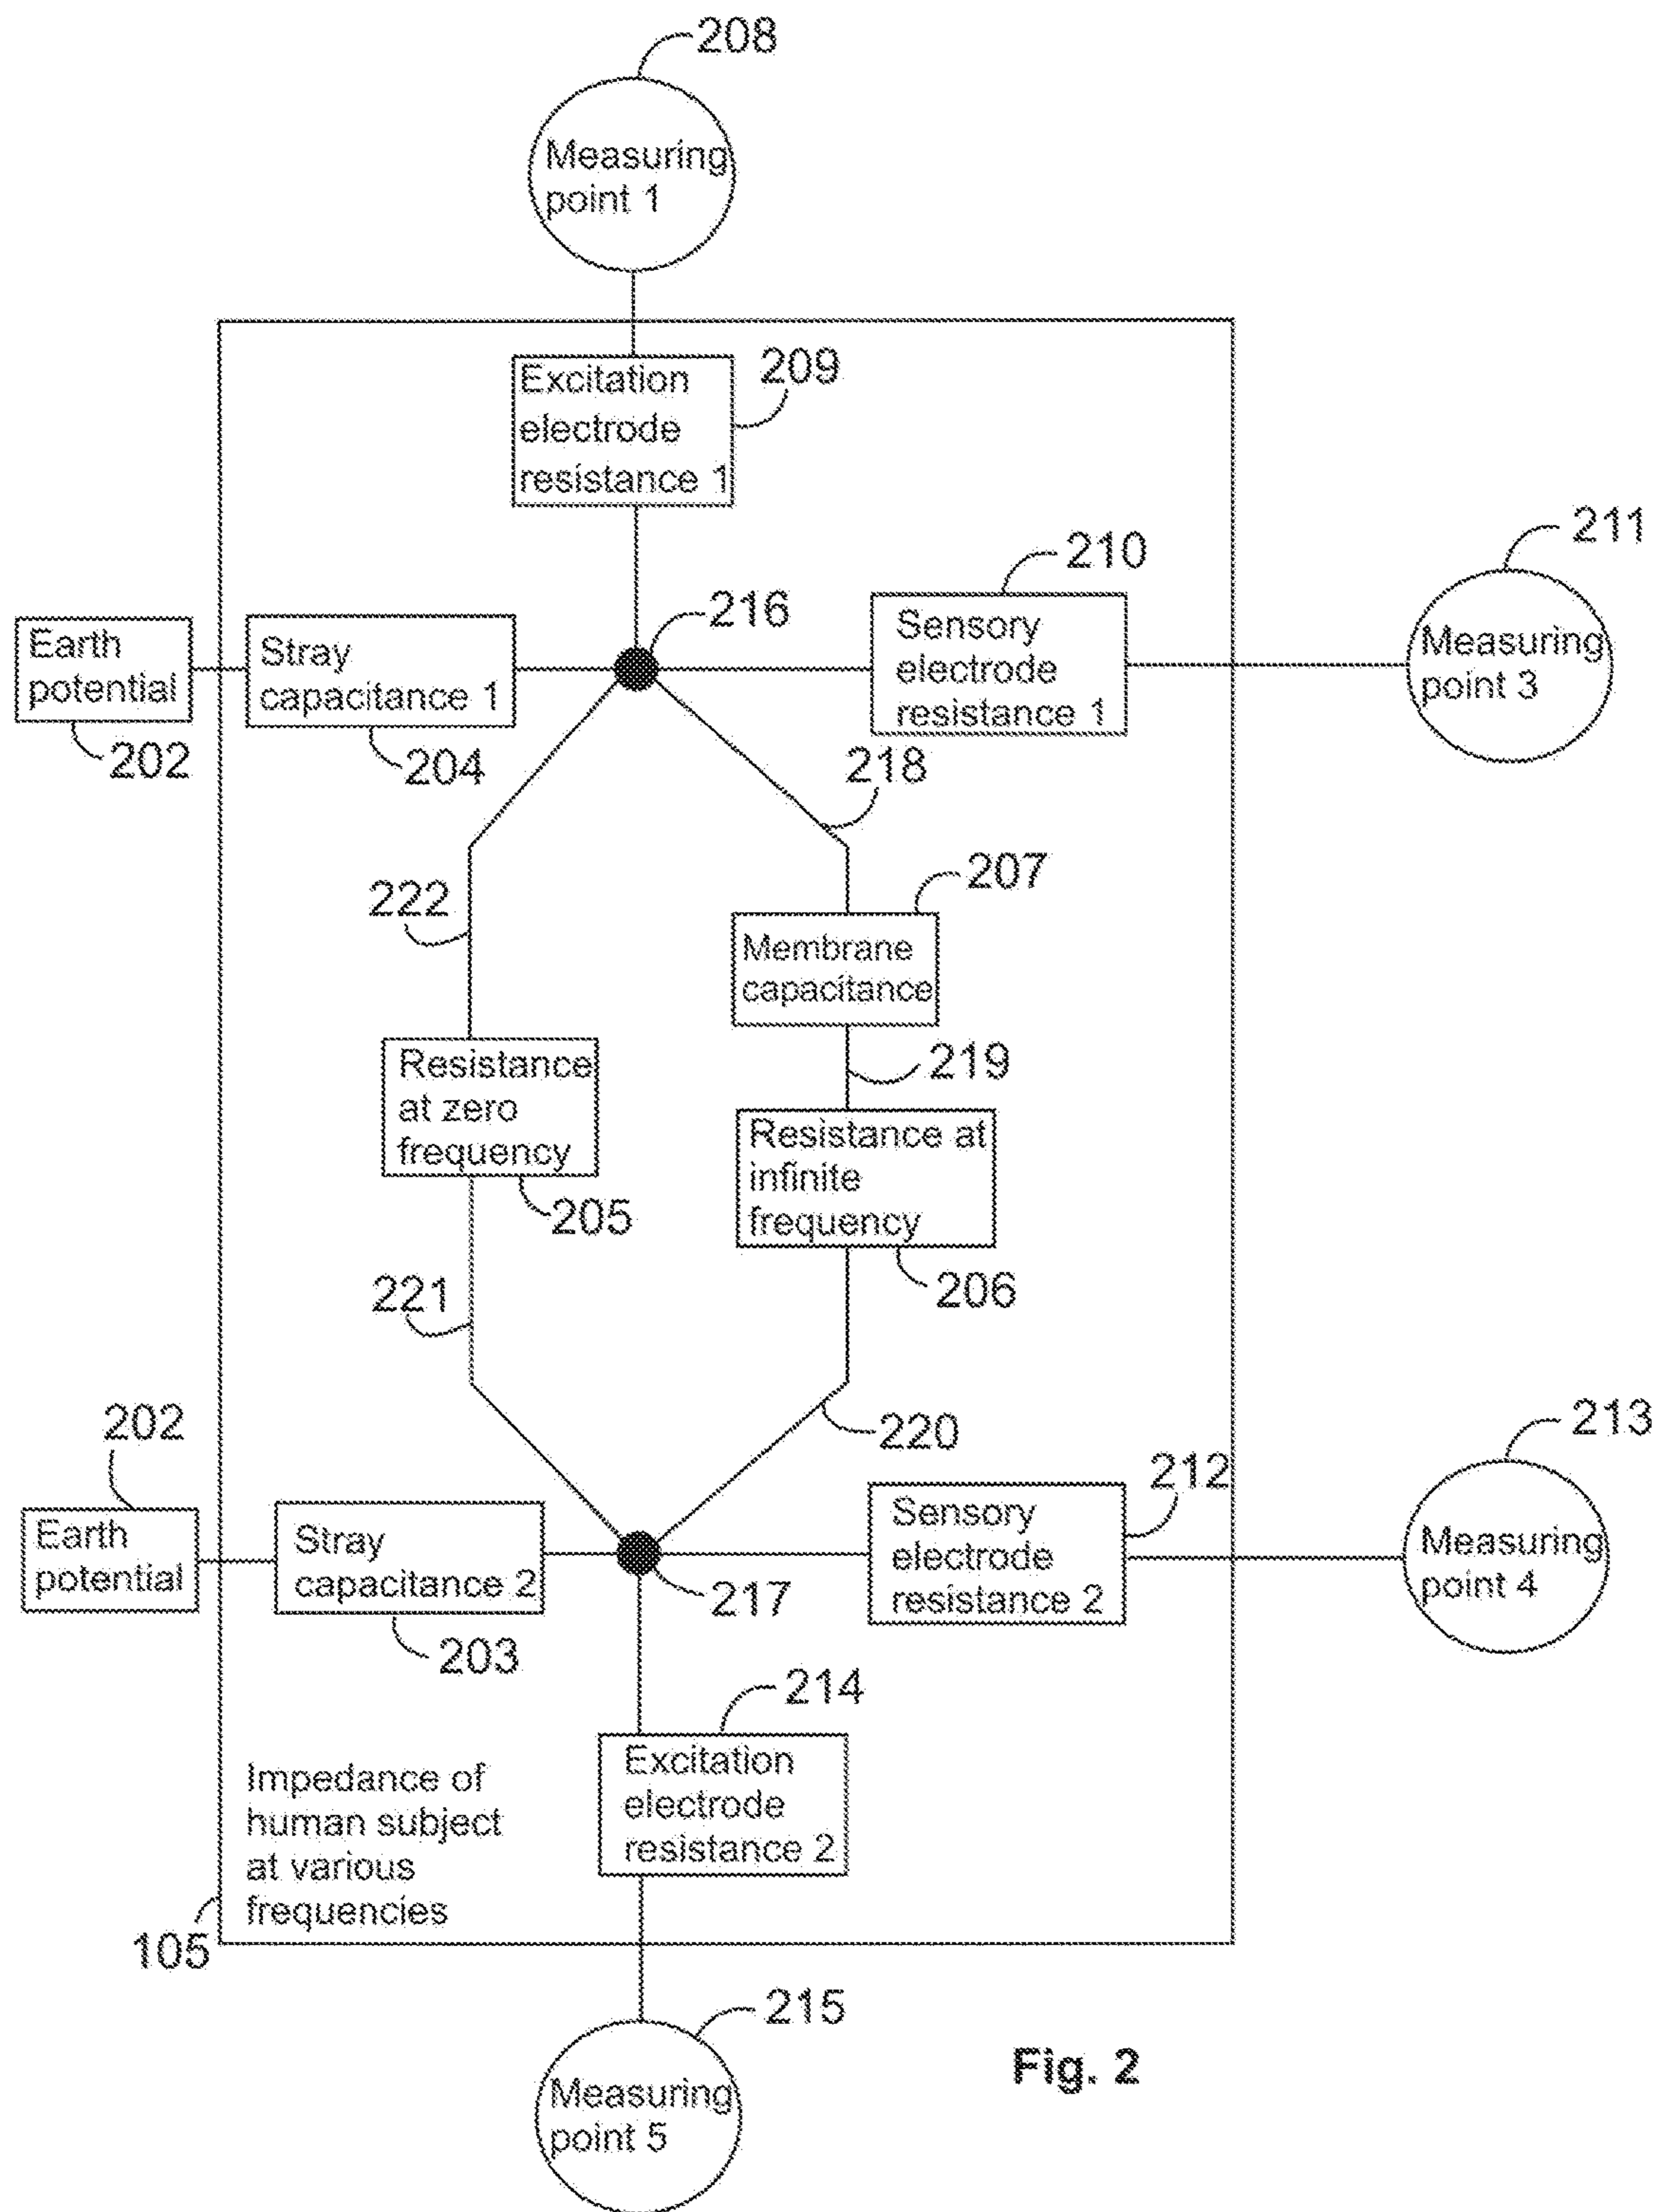 208
Measuring
point 1
Excitation
electrode
resistance 1
209
210
211
Earth
potential
202
Stray
capacitance 1
204
216
Sensory
electrode
resistance 1
Measuring
point 3
218
222
207
Membrane
capacitance
219
Resistance
at zero
frequency
205
Resistance at
infinite
frequency
206
221
220
202
Earth
potential
Stray
capacitance 2
203
217
Sensory
electrode
resistance 2
212
213
Measuring
point 4
214
Excitation
electrode
resistance 2
Impedance of
human subject
at various
frequencies
105
215
Measuring
point 5
Fig. 2